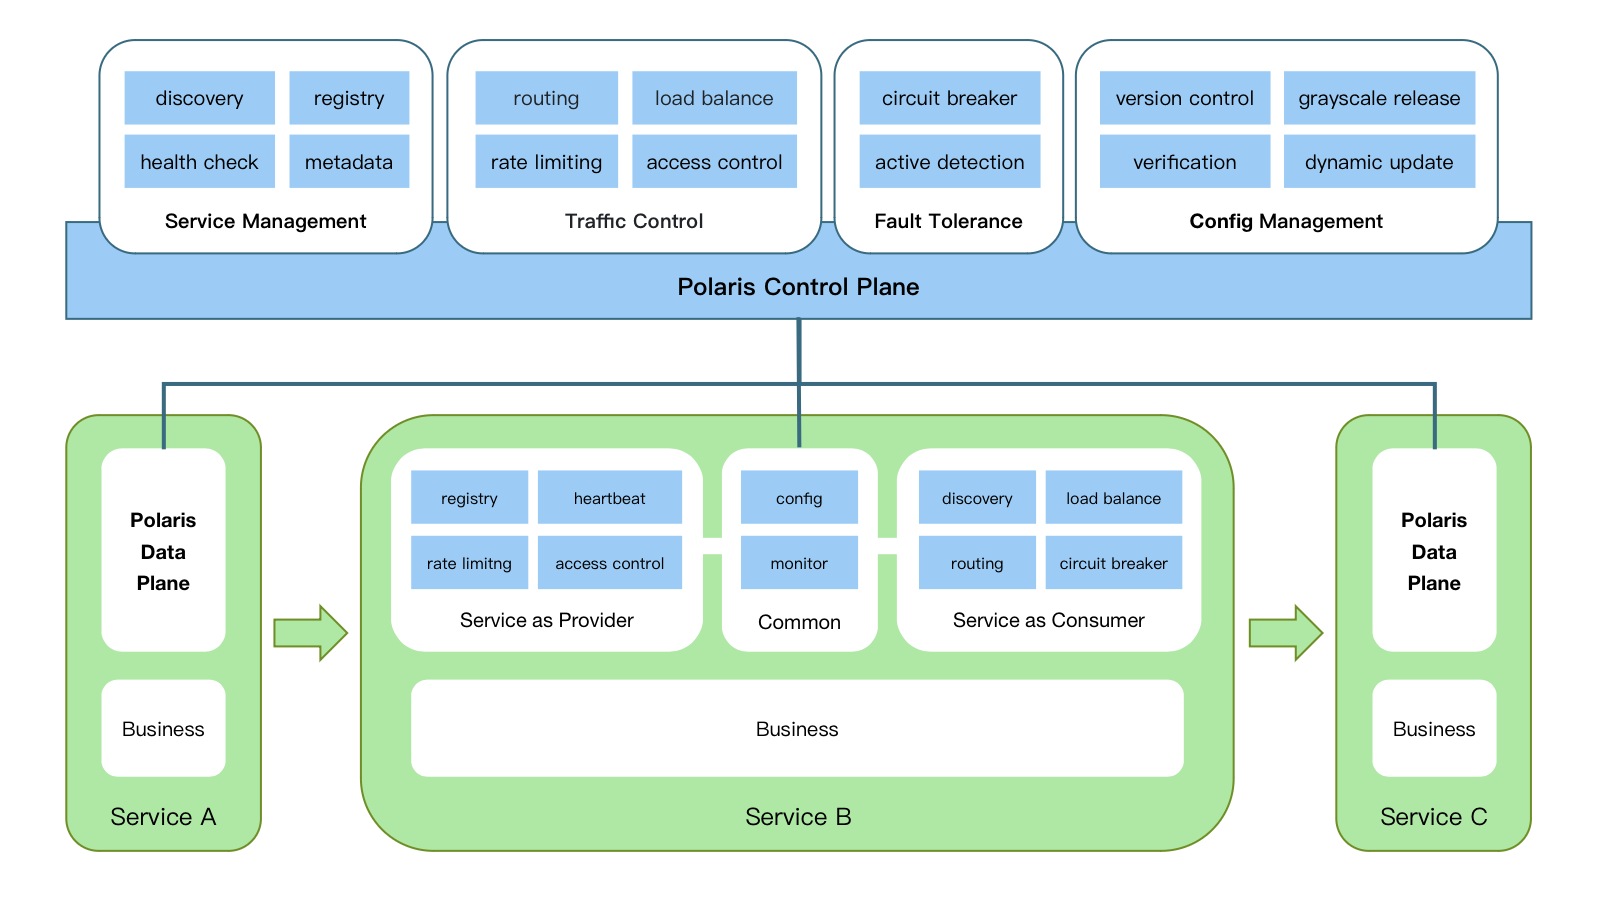 discovery
registry
health check
metadata
Service Management
routing
load balance
rate limiting
access control
Traffic Control
circuit breaker
active detection
Fault Tolerance
version control
grayscale release
verification
dynamic update
Config Management
Polaris Control Plane
Polaris
Data
Plane
Business
Service A
registry
heartbeat
rate limitng
access control
Service as Provider
config
monitor
Common
discovery
load balance
routing
circuit breaker
Service as Consumer
Business
Service B
Polaris
Data
Plane
Business
Service C